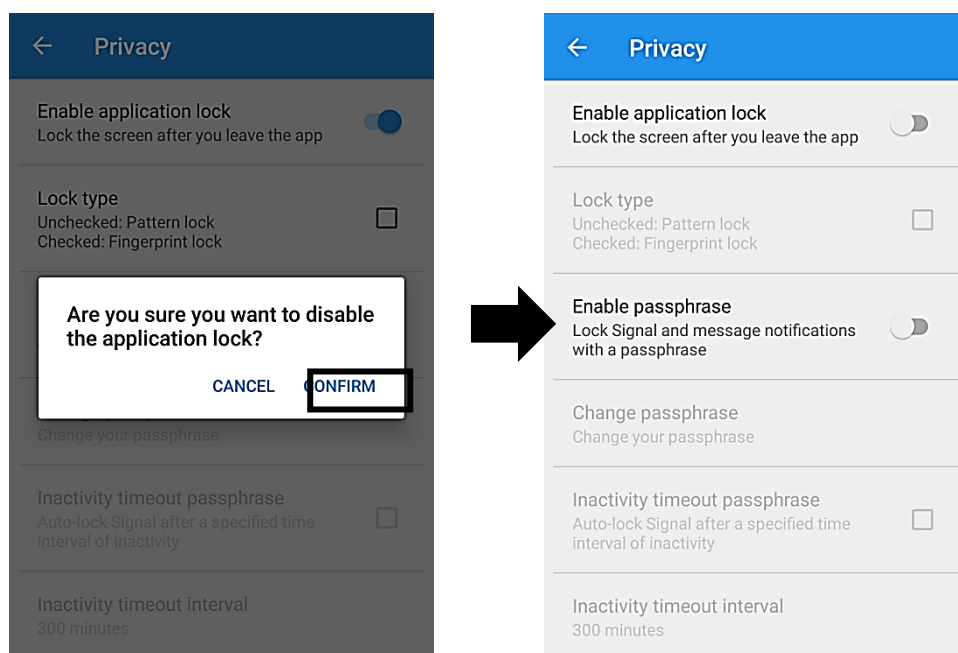 Privacy
Enable application lock
Lock the screen after you leave the app
Lock type
Unchecked: Pattern lock
Checked: Fingerprint lock
Are you sure you want to disable
the application lock?
CANCEL CONFIRM
Change your passphrase
Inactivity timeout passphrase
Auto-lock Signal after a specified time
interval of inactivity
Inactivity timeout interval
300 minutes
Privacy
Enable application lock
Lock the screen after you leave the app
Lock type
Unchecked: Pattern lock
Checked: Fingerprint lock
Enable passphrase
Lock Signal and message notifications
with a passphrase
Change passphrase
Change your passphrase
Inactivity timeout passphrase
Auto-lock Signal after a specified time
interval of inactivity
Inactivity timeout interval
300 minutes